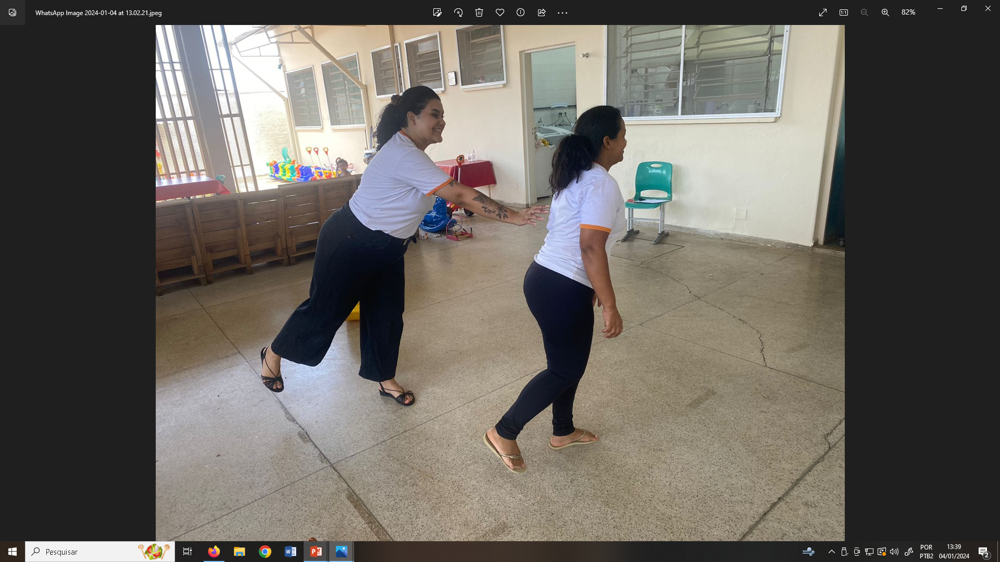 WhatsApp Image 2024-01-04 at 13.02.21.jpeg
82%
Pesquisar
POR
PTB2
13:39
04/01/2024
2